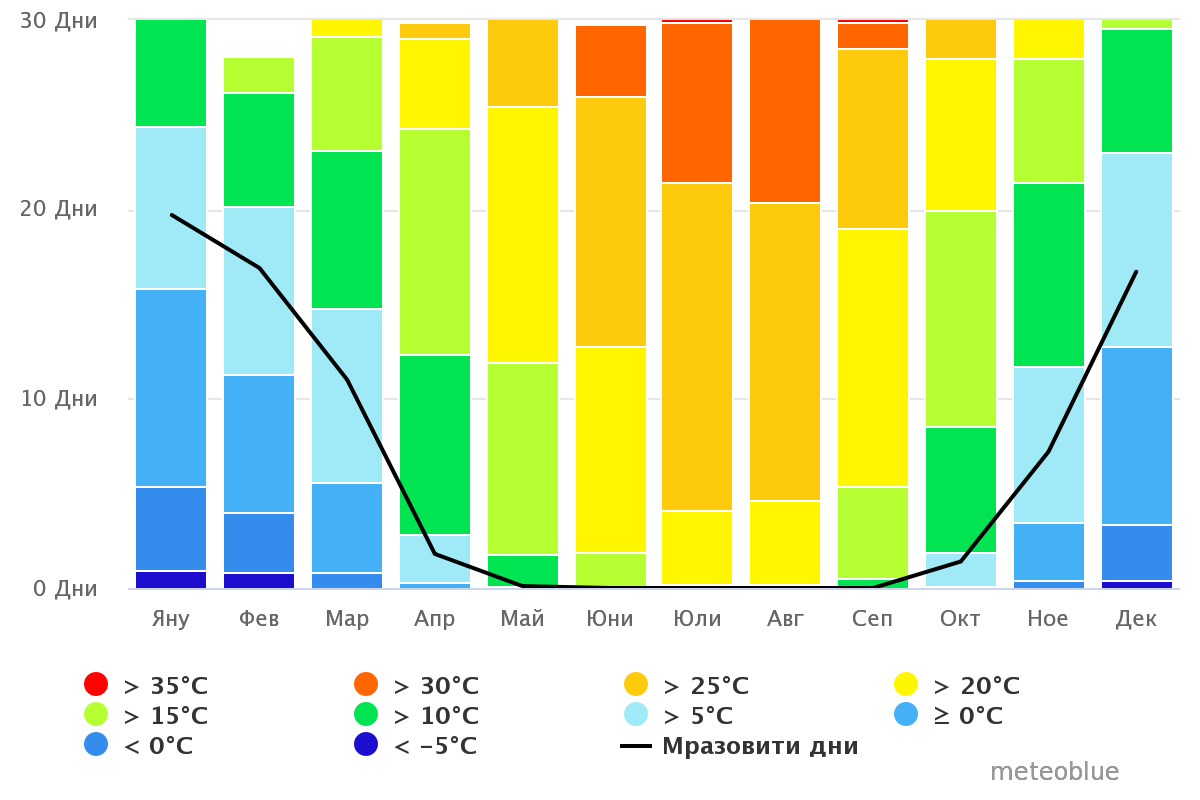 30 Дни
20 Дни
10 Дни
0 Дни
Яну Фев Мар Апр Май Юни Юли Авг Сеп Окт Ное Дек
> 35°C > 30°C > 25°C > 20°C
> 15°C > 10°C > 5°C ≥ 0°C
< 0°C < −5°C Мразовити дни
meteoblue